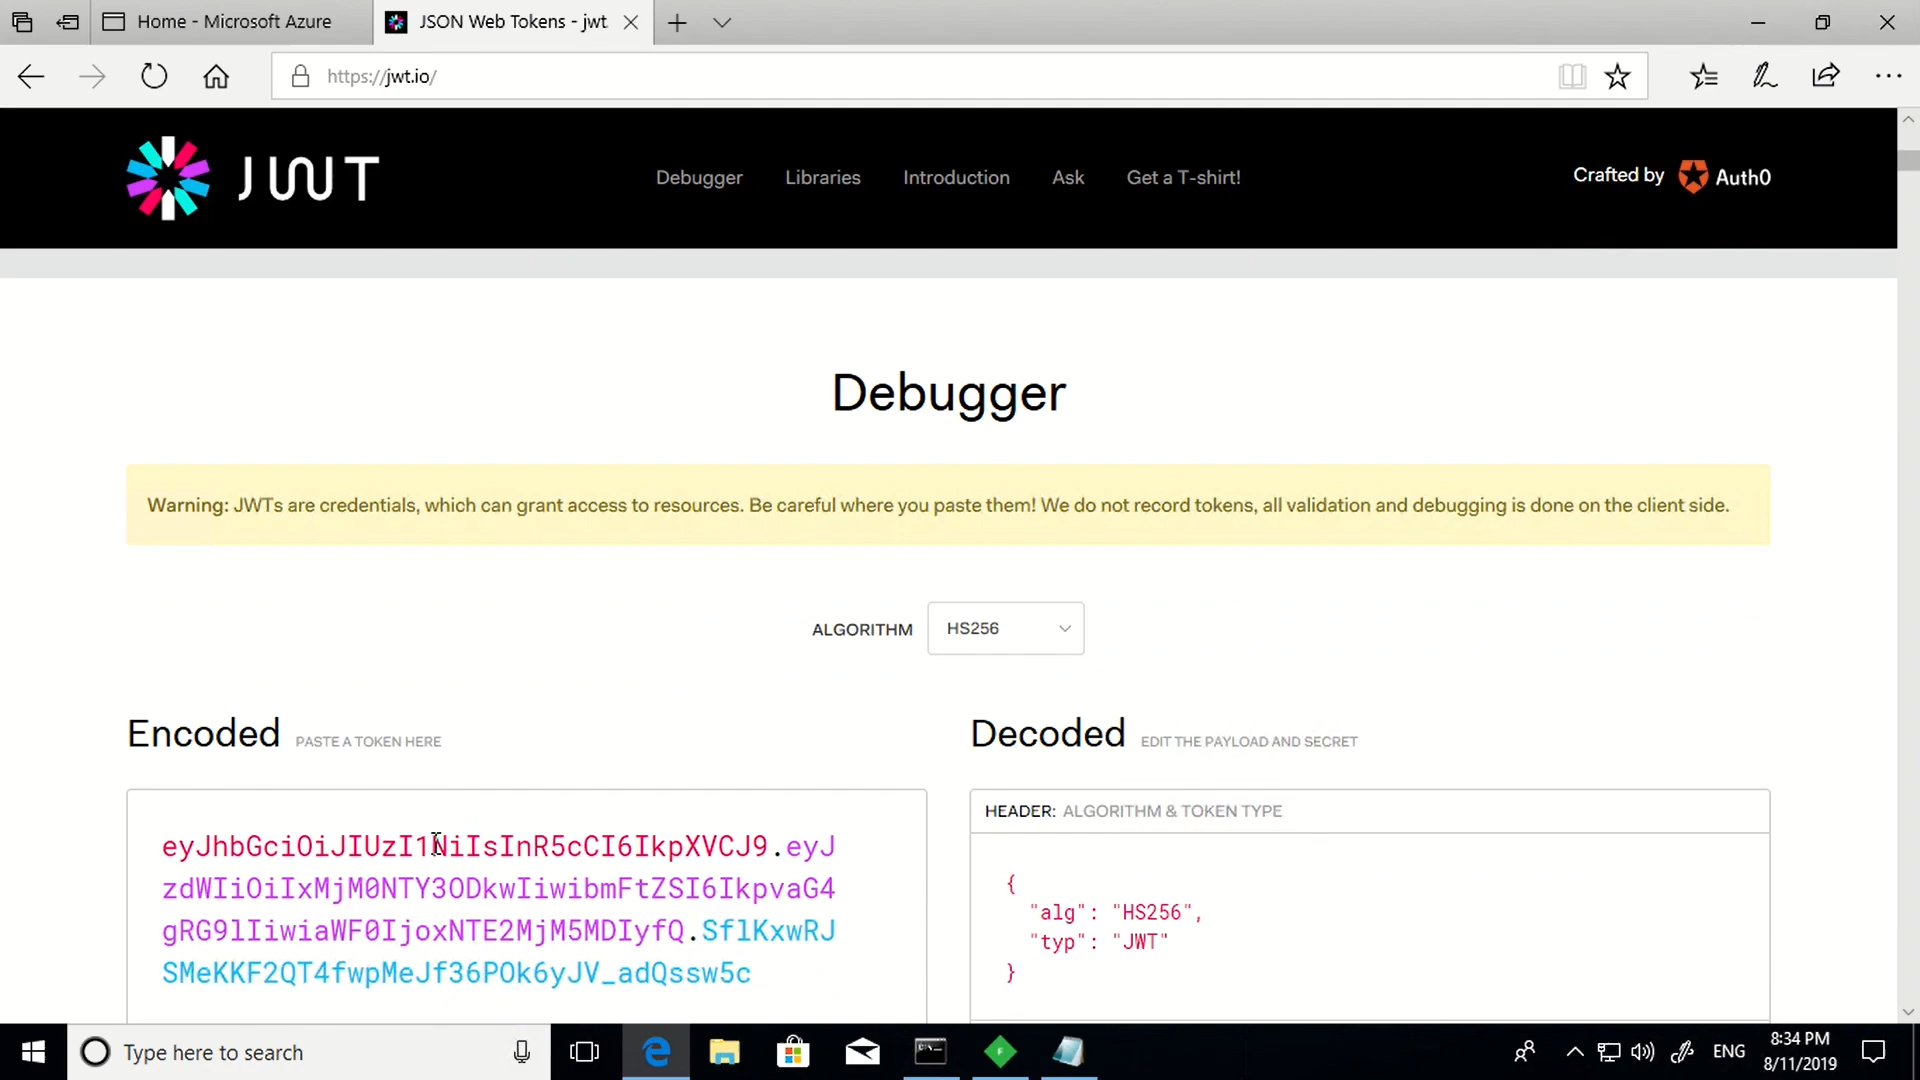 Home - Microsoft Azure
JSON Web Tokens - jwt
https://jwt.io/
JWT
Debugger
Libraries
Introduction
Ask
Get a T-shirt!
Crafted by
Auth0
Debugger
Warning: JWTs are credentials, which can grant access to resources. Be careful where you paste them! We do not record tokens, all validation and debugging is done on the client side.
ALGORITHM
HS256
Encoded
PASTE A TOKEN HERE
eyJhbGciOiJIUzI1NiIsInR5cCI6IkpXVCJ9.eyJ
zdWIiOiIxMjM0NTY3ODkwIiwibmFtZSI6IkpvaG4
gRG9lIiwiaWF0IjoxNTE2MjM5MDIyfQ.SflKxwRJ
SMeKKF2QT4fwpMeJf36POk6yJV_adQssw5c
Decoded
EDIT THE PAYLOAD AND SECRET
HEADER: ALGORITHM & TOKEN TYPE
{
"alg": "HS256",
"typ": "JWT"
}
Type here to search
ENG
8:34 PM
8/11/2019